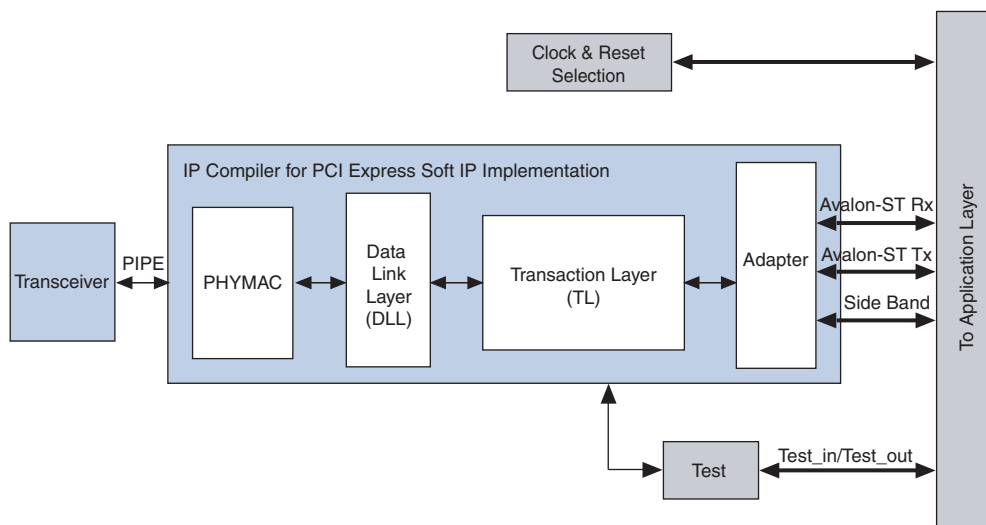 Clock & Reset
Selection
IP Compiler for PCI Express Soft IP Implementation
Transceiver
PIPE
PHYMAC
Data
Link
Layer
(DLL)
Transaction Layer
(TL)
Adapter
Avalon-ST Rx
Avalon-ST Tx
Side Band
To Application Layer
Test
Test_in/Test_out